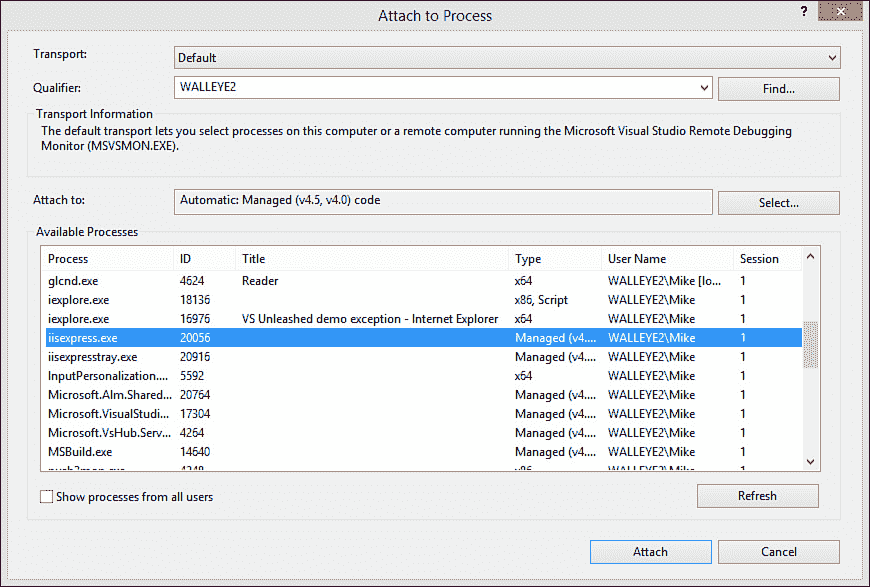 Attach to Process
?
Transport:
Default
Qualifier:
WALLEYE2
Find...
Transport Information
The default transport lets you select processes on this computer or a remote computer running the Microsoft Visual Studio Remote Debugging
Monitor (MSVSMON.EXE).
Attach to:
Automatic: Managed (v4.5, v4.0) code
Select...
Available Processes
Process ID Title Type User Name Session
glcnd.exe 4624 Reader x64 WALLEYE2\Mike [lo... 1
iexplore.exe 18136 x86, Script WALLEYE2\Mike 1
iexplore.exe 16976 VS Unleashed demo exception - Internet Explorer x64 WALLEYE2\Mike 1
iisexpress.exe 20056 Managed (v4.... WALLEYE2\Mike 1
iisexpresstray.exe 20916 Managed (v4.... WALLEYE2\Mike 1
InputPersonalization.... 5592 x64 WALLEYE2\Mike 1
Microsoft.Alm.Shared... 20764 Managed (v4.... WALLEYE2\Mike 1
Microsoft.VisualStudi... 17304 Managed (v4.... WALLEYE2\Mike 1
Microsoft.VsHub.Serv... 4264 Managed (v4.... WALLEYE2\Mike 1
MSBuild.exe 14640 Managed (v4.... WALLEYE2\Mike 1
Show processes from all users
Refresh
Attach
Cancel